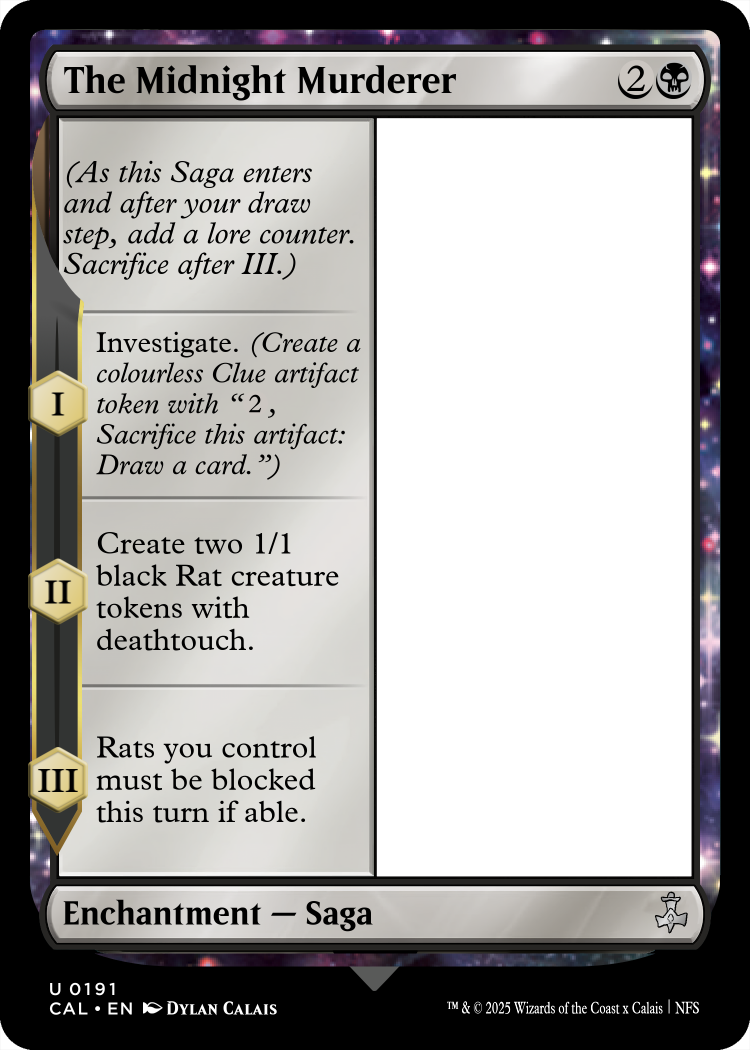 The Midnight Murderer 2
(As this Saga enters
and after your draw
step, add a lore counter.
Sacrifice after III.)
I
Investigate. (Create a
colourless Clue artifact
token with “2,
Sacrifice this artifact:
Draw a card.”)
II
Create two 1/1
black Rat creature
tokens with
deathtouch.
III
Rats you control
must be blocked
this turn if able.
Enchantment — Saga
U 0191
CAL • EN Dylan Calais
™ & © 2025 Wizards of the Coast x Calais | NFS